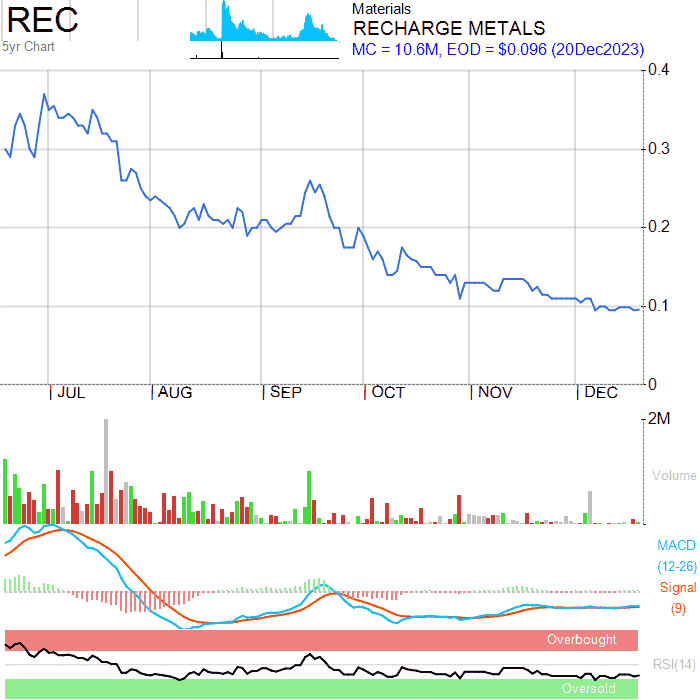 REC
5yr Chart
Materials
RECHARGE METALS
MC = 10.6M, EOD = $0.096 (20Dec2023)
0.4
0.3
0.2
0.1
0
JUL AUG SEP OCT NOV DEC
2M
Volume
MACD
(12-26)
Signal
(9)
Overbought
RSI(14)
Oversold